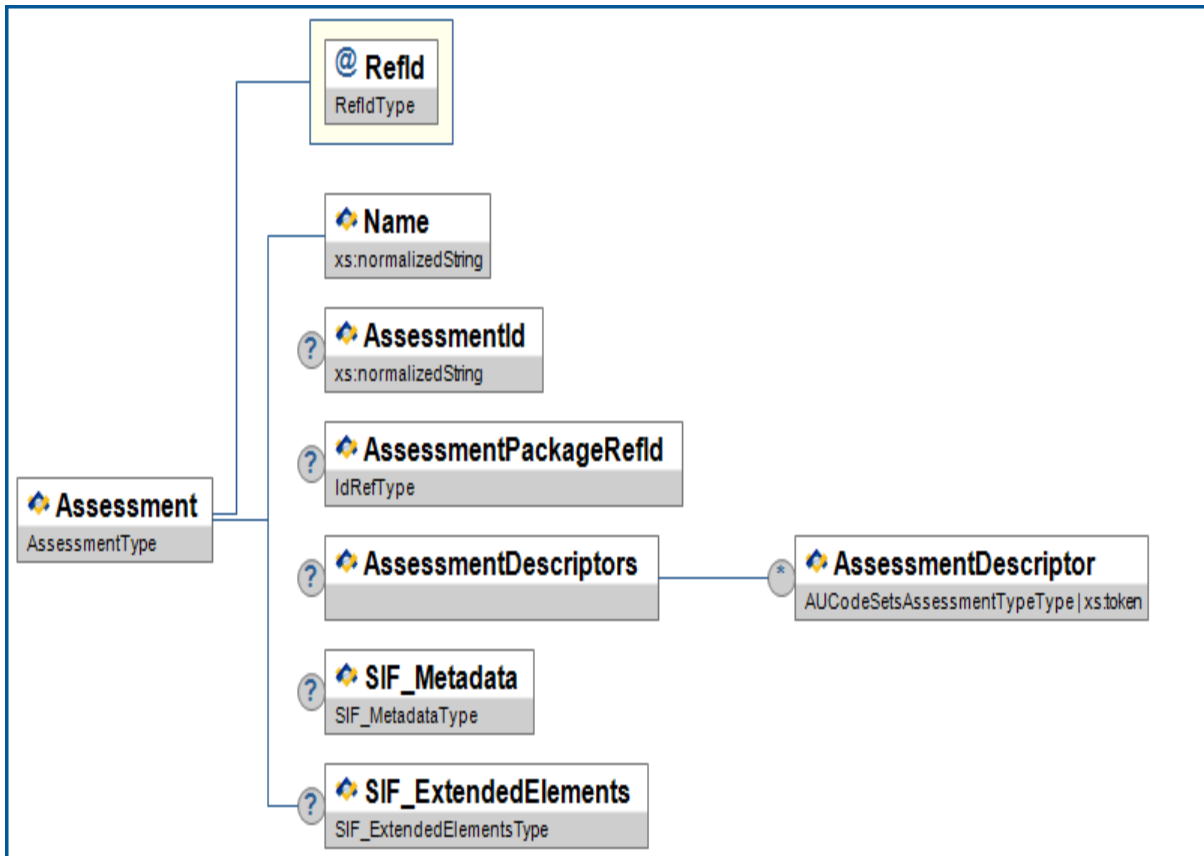 @ RefId
RefIdType
Name
xs:normalizedString
? AssessmentId
xs:normalizedString
? AssessmentPackageRefId
IdRefType
Assessment
AssessmentType
? AssessmentDescriptors
* AssessmentDescriptor
AUCodeSetsAssessmentTypeType | xs:token
? SIF_Metadata
SIF_MetadataType
? SIF_ExtendedElements
SIF_ExtendedElementsType